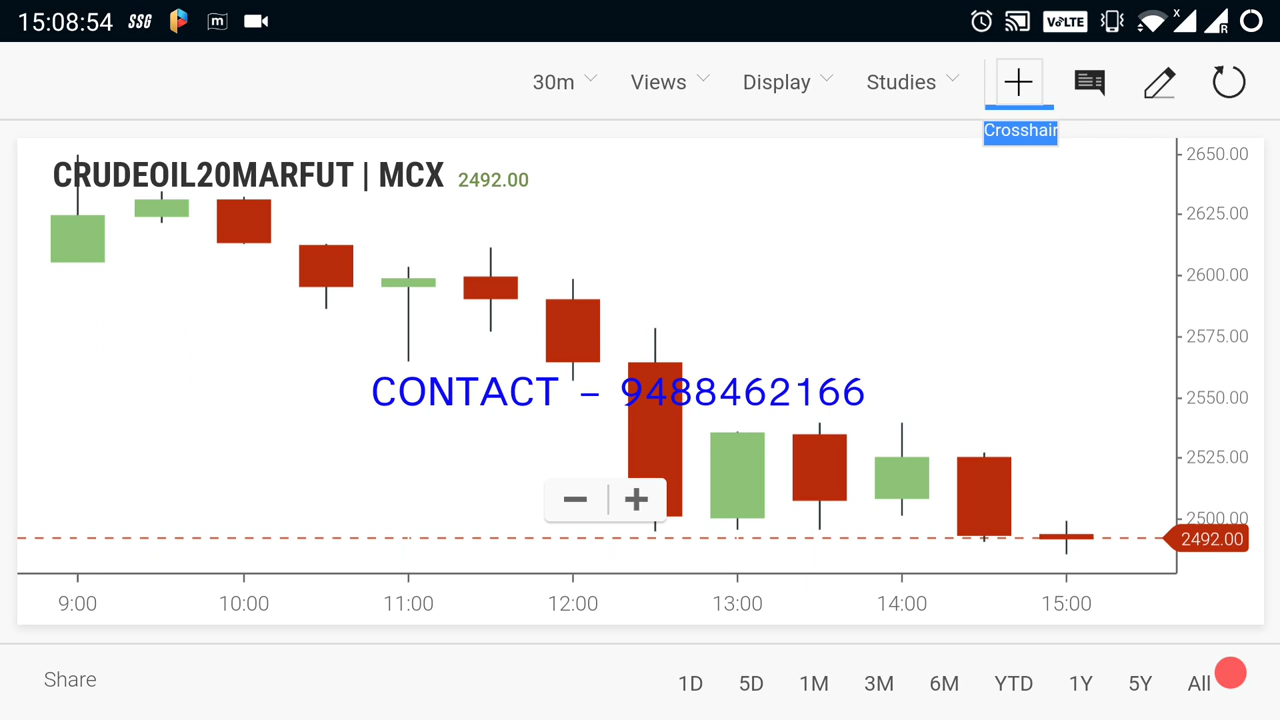 15:08:54 SSG m VoLTE X R
30m Views Display Studies
Crosshair
CRUDEOIL20MARFUT | MCX 2492.00
2650.00
2625.00
2600.00
2575.00
CONTACT - 9488462166
2550.00
2525.00
2500.00
2492.00
9:00 10:00 11:00 12:00 13:00 14:00 15:00
Share 1D 5D 1M 3M 6M YTD 1Y 5Y All